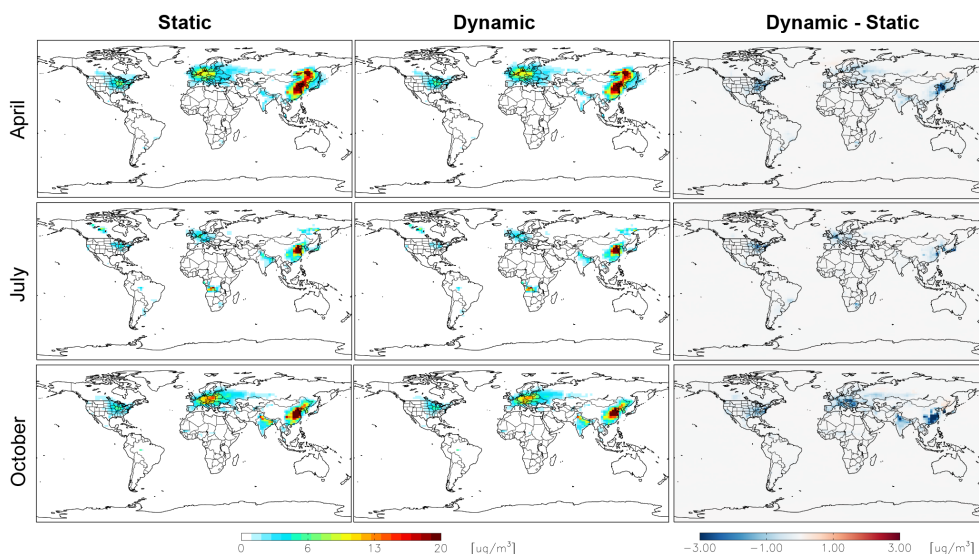 Static Dynamic Dynamic - Static
April
July
October
0 6 13 20 [ug/m³] -3.00 -1.00 1.00 3.00 [ug/m³]